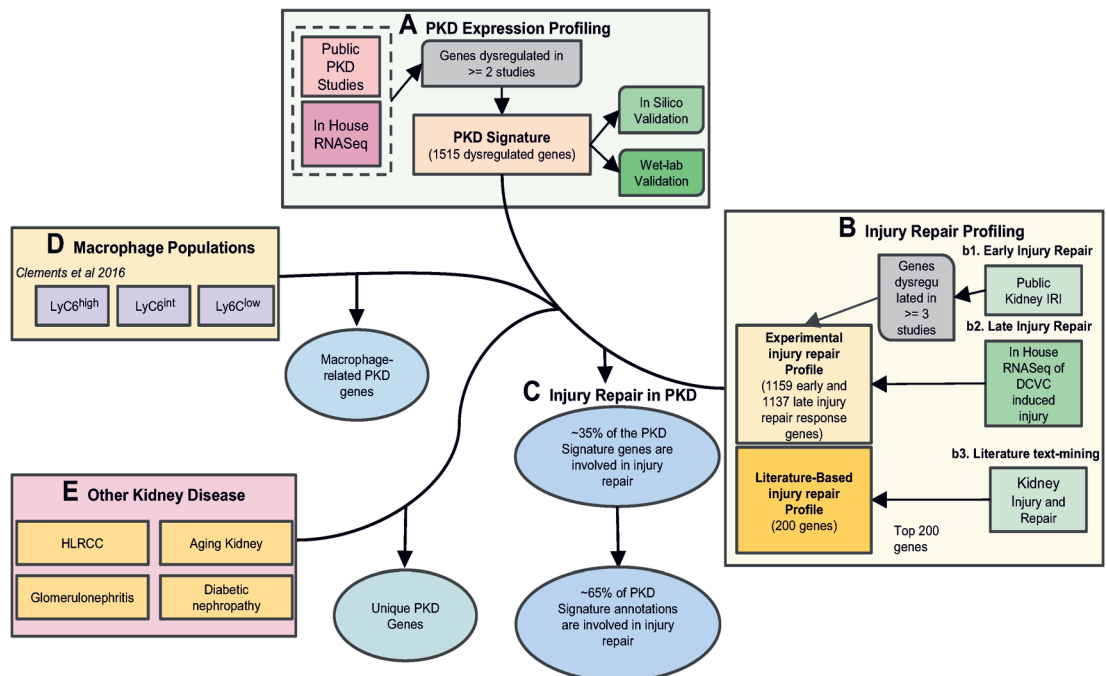 A PKD Expression Profiling
Public
PKD
Studies
In House
RNASeq
Genes dysregulated in
>= 2 studies
PKD Signature
(1515 dysregulated genes)
In Silico
Validation
Wet-lab
Validation
B Injury Repair Profiling
b1. Early Injury Repair
Genes
dysregu
lated in
>= 3
studies
Public
Kidney IRI
b2. Late Injury Repair
Experimental
injury repair
Profile
(1159 early and
1137 late injury
repair response
genes)
In House
RNASeq of
DCVC
induced
injury
b3. Literature text-mining
Literature-Based
injury repair
Profile
(200 genes)
Kidney
Injury and
Repair
Top 200
genes
C Injury Repair in PKD
~35% of the PKD
Signature genes are
involved in injury
repair
~65% of PKD
Signature annotations
are involved in injury
repair
D Macrophage Populations
Clements et al 2016
LyC6high
LyC6int
Ly6Clow
Macrophage-
related PKD
genes
E Other Kidney Disease
HLRCC
Aging Kidney
Glomerulonephritis
Diabetic
nephropathy
Unique PKD
Genes